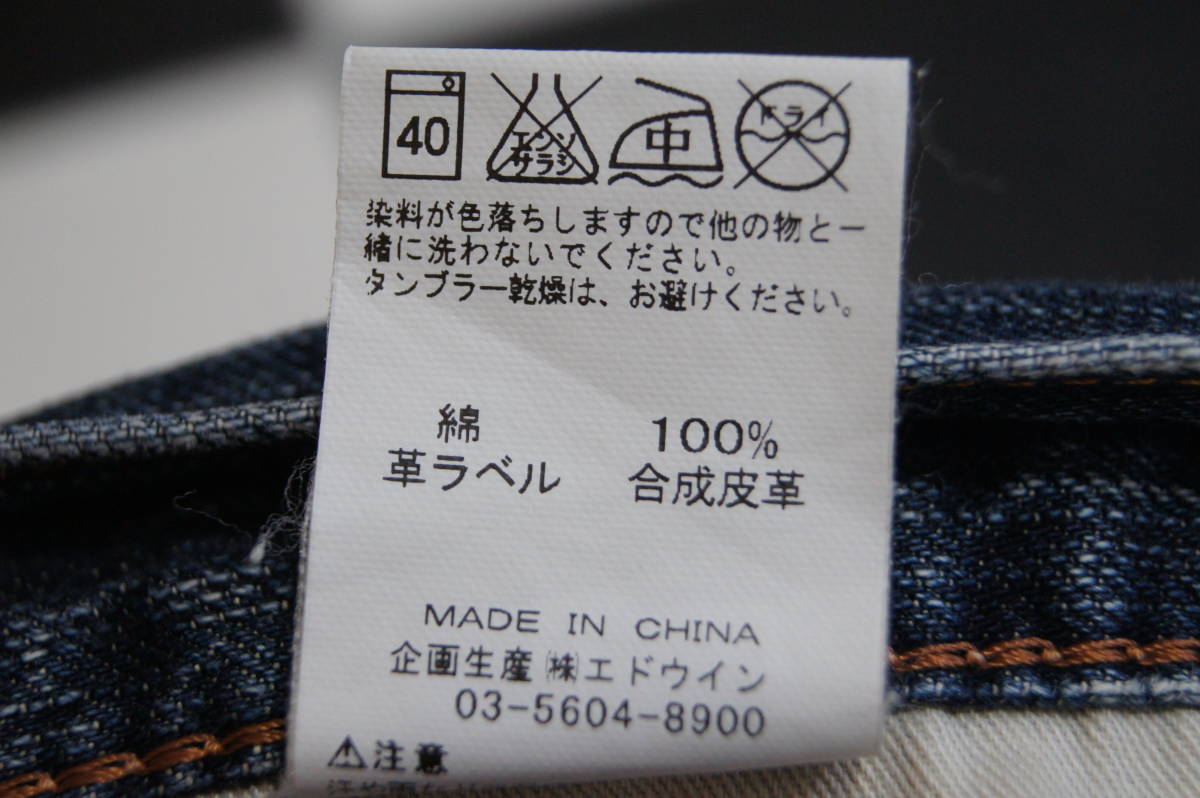 40
エンソ
サラシ
中
ドライ
染料が色落ちしますので他の物と一
緒に洗わないでください。
タンブラー乾燥は、お避けください。
綿 100%
革ラベル 合成皮革
MADE IN CHINA
企画生産㈱エドウイン
03-5604-8900
⚠注意